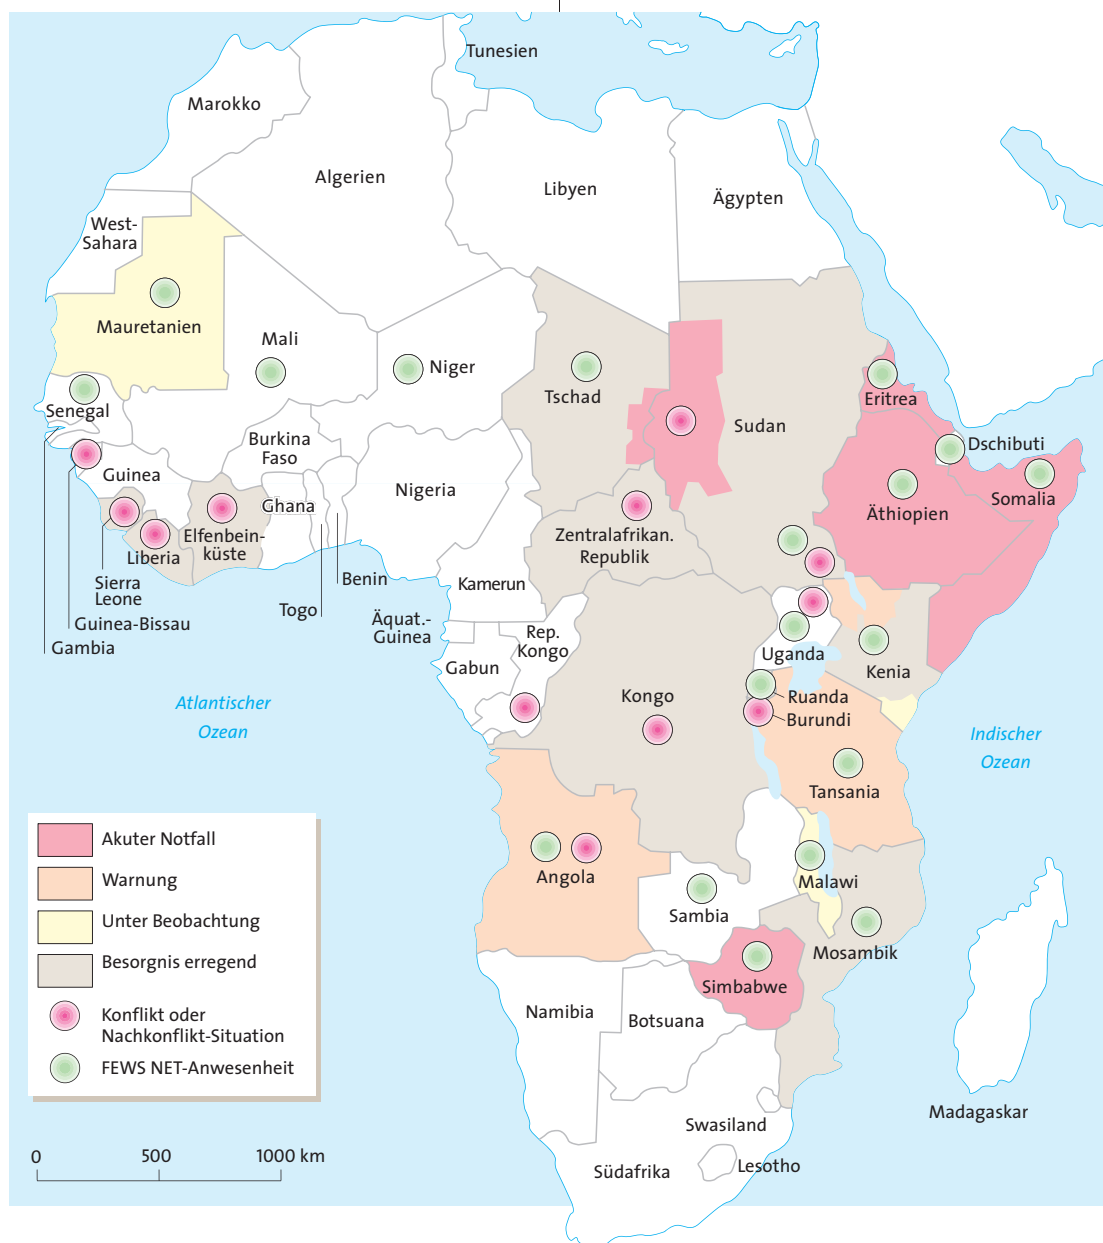 Tunesien
Marokko
Algerien
Libyen
Ägypten
West-
Sahara
Mauretanien
Mali
Niger
Tschad
Sudan
Eritrea
Senegal
Burkina
Faso
Dschibuti
Guinea
Nigeria
Somalia
Ghana
Äthiopien
Elfenbein-
küste
Zentralafrikan.
Republik
Liberia
Sierra
Leone
Benin
Kamerun
Togo
Guinea-Bissau
Äquat.-
Guinea
Rep.
Kongo
Gambia
Uganda
Gabun
Kenia
Kongo
Ruanda
Burundi
Atlantischer
Ozean
Indischer
Ozean
Tansania
Angola
Malawi
Sambia
Mosambik
Simbabwe
Namibia
Botsuana
Madagaskar
Swasiland
Südafrika
Lesotho
Akuter Notfall
Warnung
Unter Beobachtung
Besorgnis erregend
Konflikt oder
Nachkonflikt-Situation
FEWS NET-Anwesenheit
0 500 1000 km